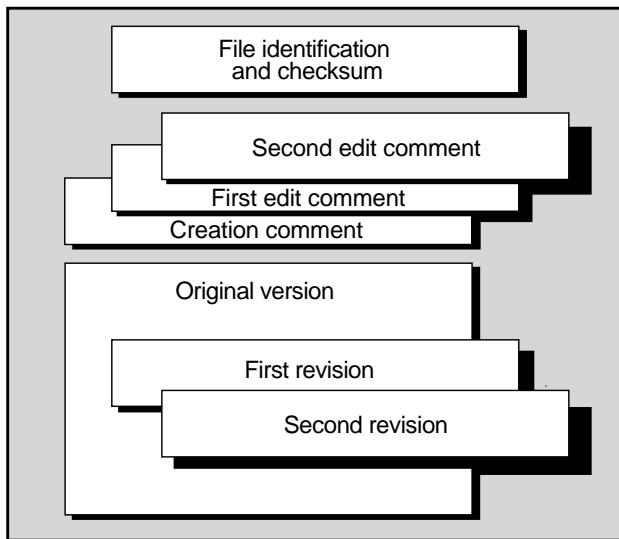 File identification
and checksum
Second edit comment
First edit comment
Creation comment
Original version
First revision
Second revision